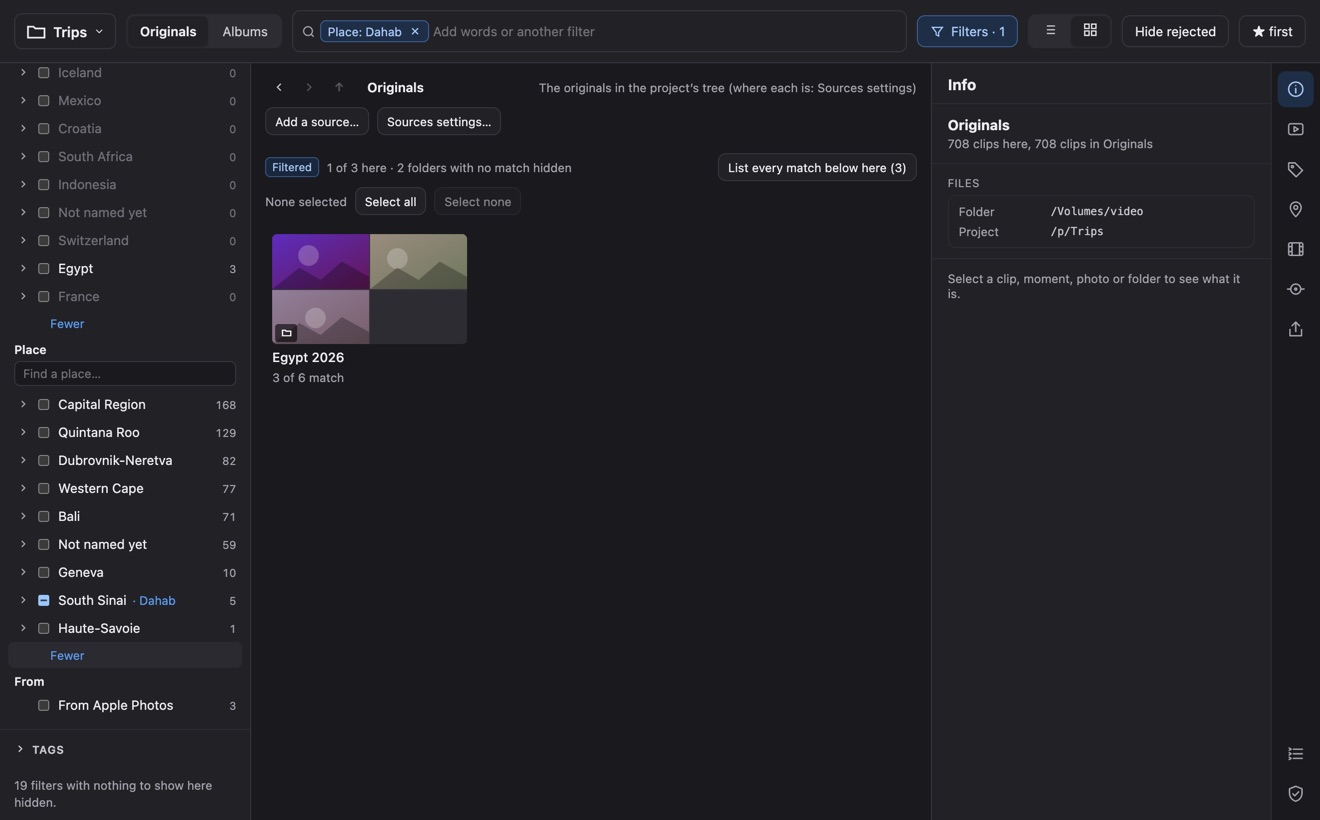 Trips
Originals
Albums
Place: Dahab ✕
Add words or another filter
Filters · 1
Hide rejected
★ first
Iceland 0
Mexico 0
Croatia 0
South Africa 0
Indonesia 0
Not named yet 0
Switzerland 0
Egypt 3
France 0
Fewer
Place
Find a place...
Capital Region 168
Quintana Roo 129
Dubrovnik-Neretva 82
Western Cape 77
Bali 71
Not named yet 59
Geneva 10
South Sinai · Dahab 5
Haute-Savoie 1
Fewer
From
From Apple Photos 3
TAGS
19 filters with nothing to show here
hidden.
Originals
The originals in the project's tree (where each is: Sources settings)
Add a source...
Sources settings...
Filtered
1 of 3 here · 2 folders with no match hidden
List every match below here (3)
None selected
Select all
Select none
Egypt 2026
3 of 6 match
Info
Originals
708 clips here, 708 clips in Originals
FILES
Folder /Volumes/video
Project /p/Trips
Select a clip, moment, photo or folder to see what it
is.